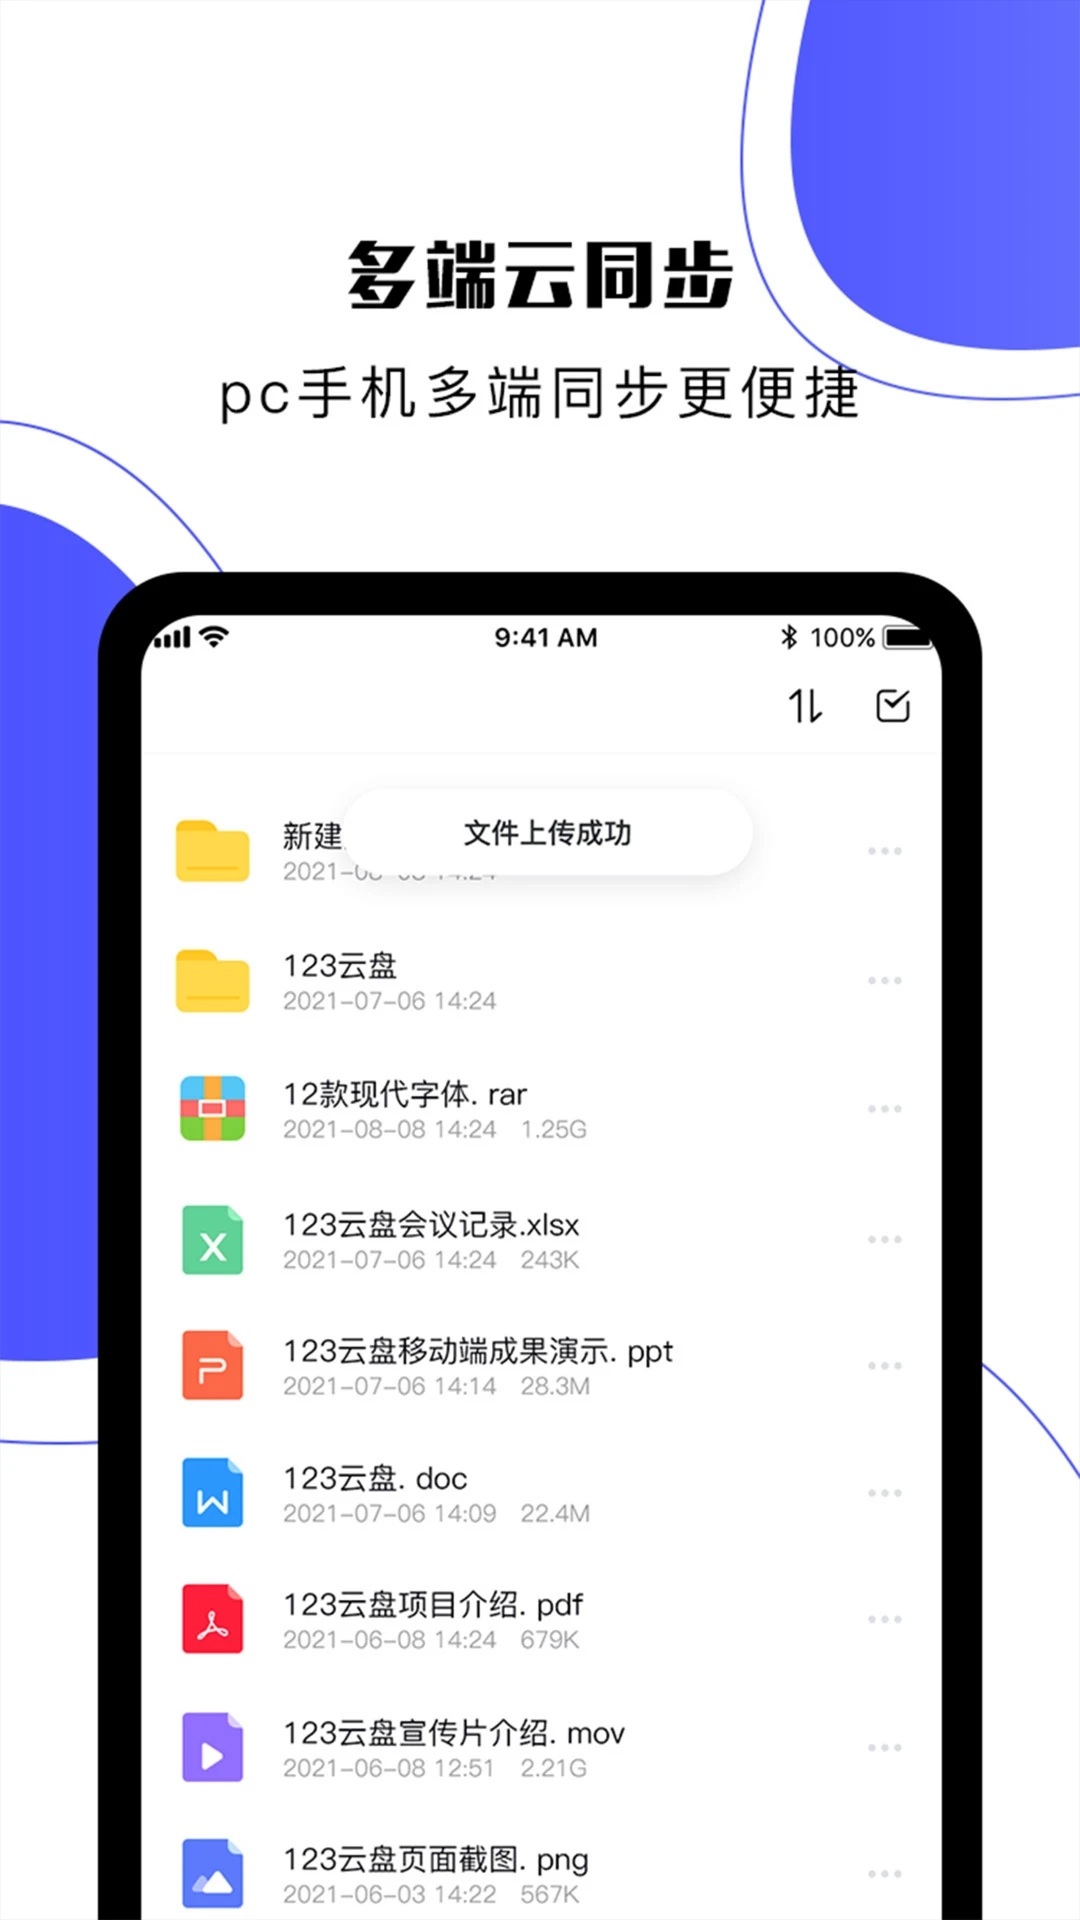 多端云同步
pc手机多端同步更便捷
9:41 AM
100%
文件上传成功
新建
123云盘
2021-07-06 14:24
12款现代字体. rar
2021-08-08 14:24 1.25G
123云盘会议记录.xlsx
2021-07-06 14:24 243K
123云盘移动端成果演示. ppt
2021-07-06 14:14 28.3M
123云盘. doc
2021-07-06 14:09 22.4M
123云盘项目介绍. pdf
2021-06-08 14:24 679K
123云盘宣传片介绍. mov
2021-06-08 12:51 2.21G
123云盘页面截图. png
2021-06-03 14:22 567K